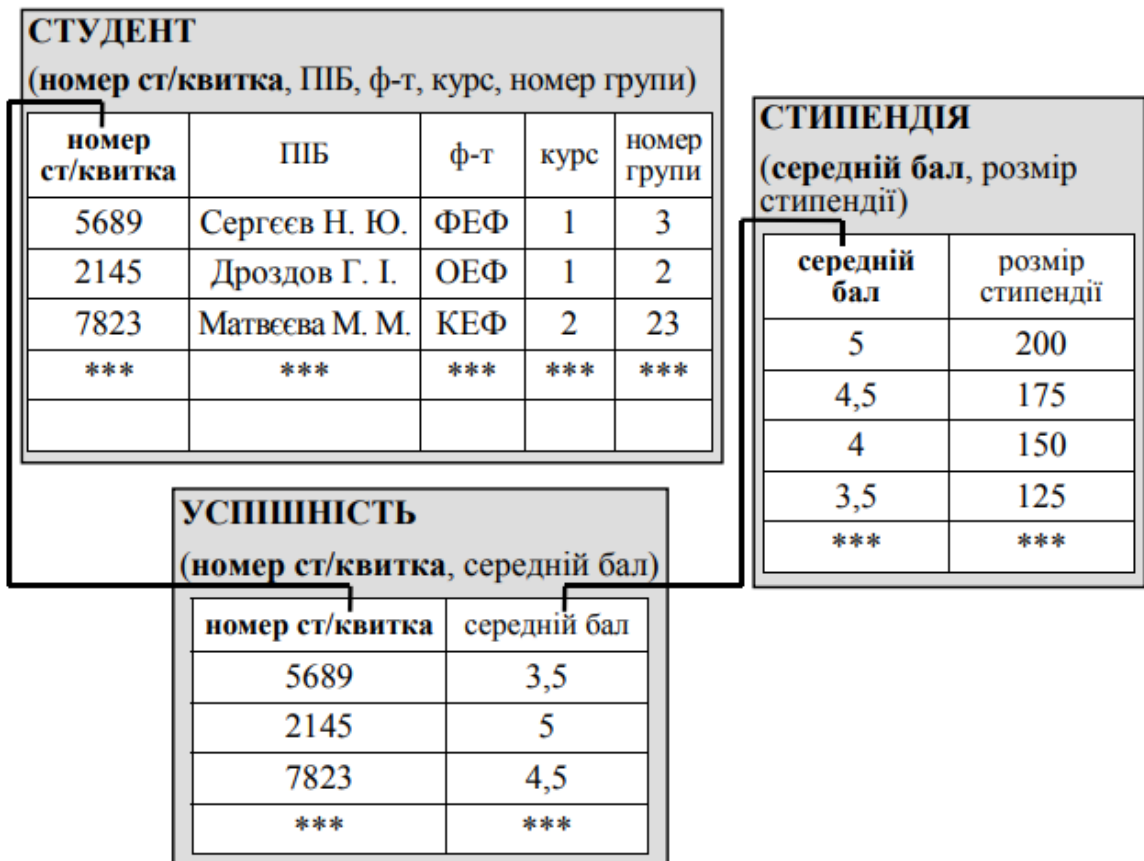 СТУДЕНТ
(номер ст/квитка, ПІБ, ф-т, курс, номер групи)
номер ст/квитка ПІБ ф-т курс номер групи
5689 Сергєєв Н. Ю. ФЕФ 1 3
2145 Дроздов Г. І. ОЕФ 1 2
7823 Матвєєва М. М. КЕФ 2 23
*** *** *** *** ***
СТИПЕНДІЯ
(середній бал, розмір
стипендії)
середній бал розмір стипендії
5 200
4,5 175
4 150
3,5 125
*** ***
УСПІШНІСТЬ
(номер ст/квитка, середній бал)
номер ст/квитка середній бал
5689 3,5
2145 5
7823 4,5
*** ***